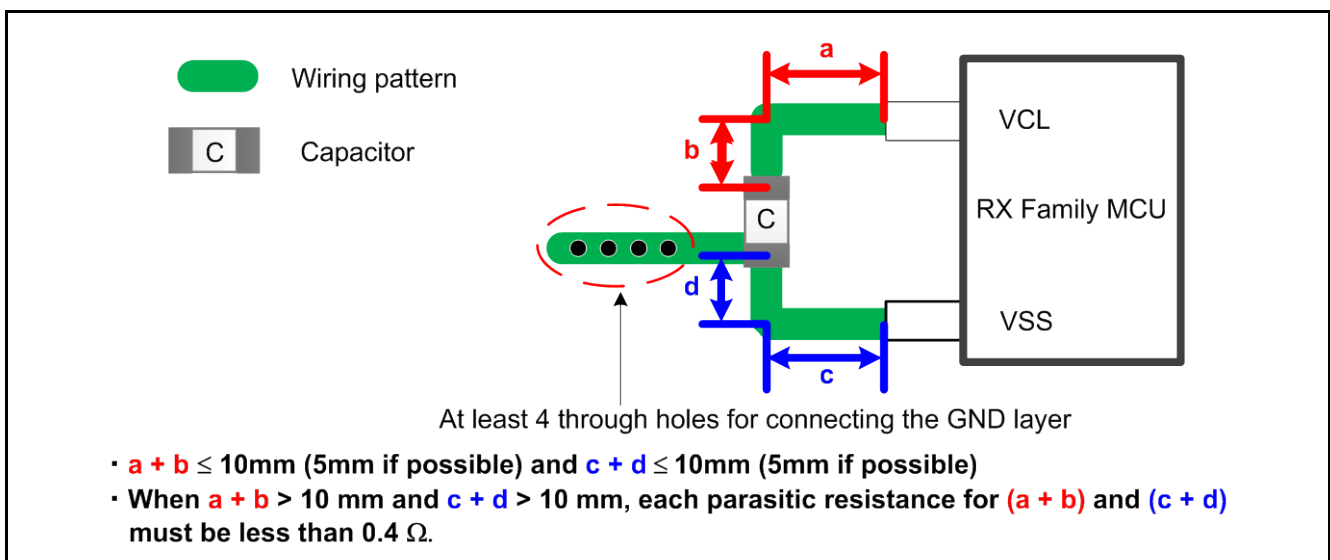 Wiring pattern
C
Capacitor
a
b
C
d
c
VCL
RX Family MCU
VSS
At least 4 through holes for connecting the GND layer
・a + b ≤ 10mm (5mm if possible) and c + d ≤ 10mm (5mm if possible)
・When a + b > 10 mm and c + d > 10 mm, each parasitic resistance for (a + b) and (c + d)
must be less than 0.4 Ω.